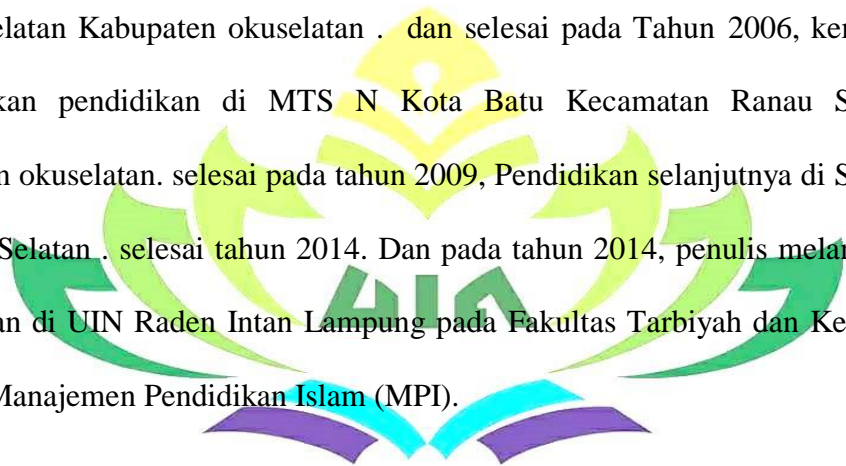 elatan Kabupaten okuselatan . dan selesai pada Tahun 2006, ke
kan pendidikan di MTS N Kota Batu Kecamatan Ranau S
n okuselatan. selesai pada tahun 2009, Pendidikan selanjutnya di S
Selatan . selesai tahun 2014. Dan pada tahun 2014, penulis melan
UIN
an di UIN Raden Intan Lampung pada Fakultas Tarbiyah dan Ke
Manajemen Pendidikan Islam (MPI).